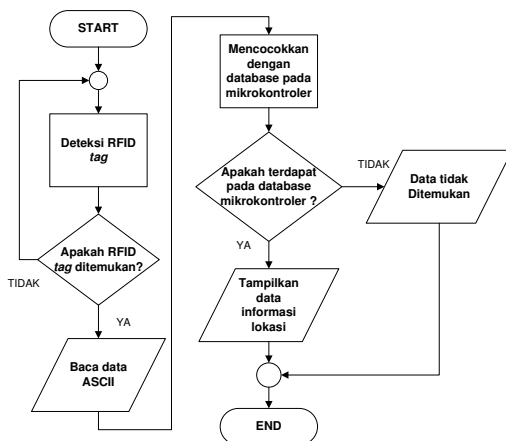 START
Deteksi RFID
tag
Apakah RFID
tag ditemukan?
TIDAK
YA
Baca data
ASCII
Mencocokkan
dengan
database pada
mikrokontroler
Apakah terdapat
pada database
mikrokontroler ?
TIDAK
Data tidak
Ditemukan
YA
Tampilkan
data
informasi
lokasi
END